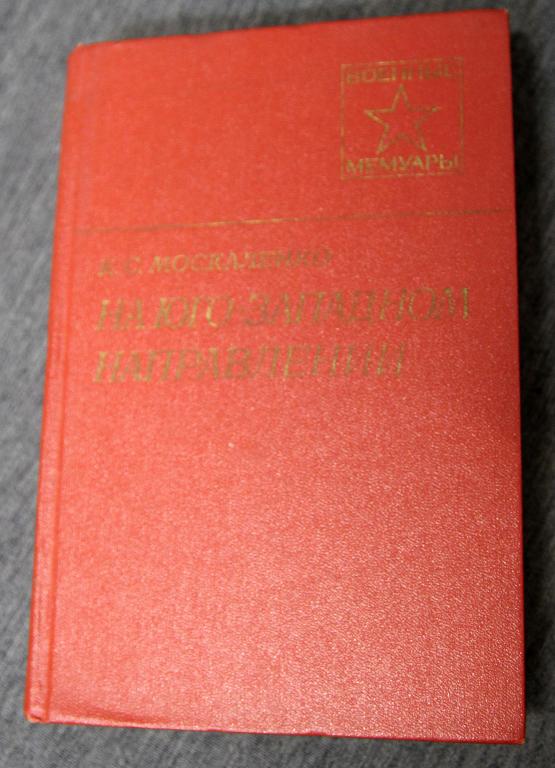 ВОЕННЫЕ
МЕМУАРЫ
К. С. МОСКАЛЕНКО
НА ЮГО-ЗАПАДНОМ
НАПРАВЛЕНИИ